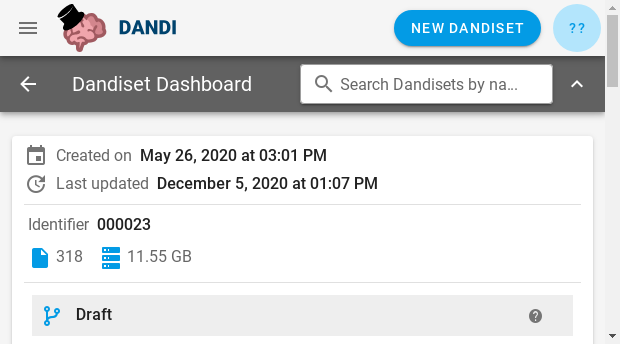 DANDI
NEW DANDISET
??
Dandiset Dashboard
Search Dandisets by na...
Created on May 26, 2020 at 03:01 PM
Last updated December 5, 2020 at 01:07 PM
Identifier 000023
318 11.55 GB
Draft
?